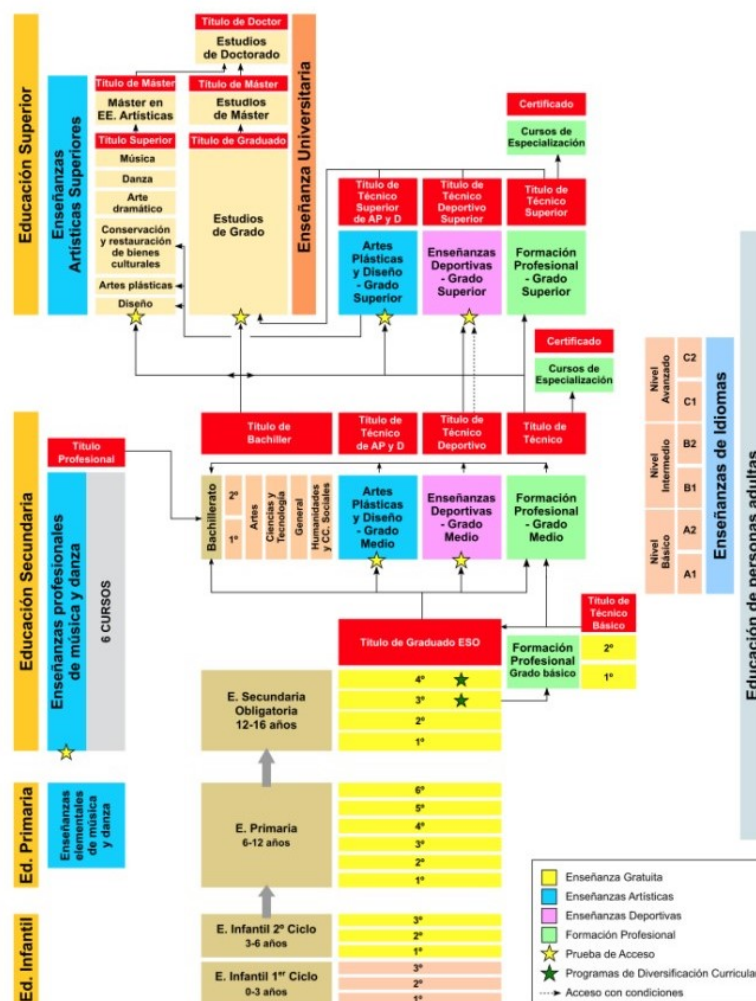 Educación Superior
Enseñanzas
Artísticas Superiores
Título de Doctor
Estudios
de Doctorado
Título de Máster
Máster en
EE. Artísticas
Título de Máster
Estudios
de Máster
Título Superior
Música
Danza
Arte
dramático
Conservación
y restauración
de bienes
culturales
Artes plásticas
Diseño
Título de Graduado
Estudios
de Grado
Enseñanza Universitaria
Certificado
Cursos de
Especialización
Título de
Técnico
Superior
de AP y D
Título de
Técnico
Deportivo
Superior
Título de
Técnico
Superior
Artes
Plásticas
y Diseño
- Grado
Superior
Enseñanzas
Deportivas
- Grado
Superior
Formación
Profesional
- Grado
Superior
Certificado
Cursos de
Especialización
Educación Secundaria
Título
Profesional
Enseñanzas profesionales
de música y danza
6 CURSOS
Título de
Bachiller
Título de
Técnico
de AP y D
Título de
Técnico
Deportivo
Título de
Técnico
Bachillerato
2º
1º
Artes
Ciencias y
Tecnología
General
Humanidades
y CC. Sociales
Artes
Plásticas
y Diseño
- Grado
Medio
Enseñanzas
Deportivas
- Grado
Medio
Formación
Profesional
- Grado
Medio
Título de Graduado ESO
Título de
Técnico
Básico
Formación
Profesional
Grado básico
2º
1º
E. Secundaria
Obligatoria
12-16 años
4º
3º
2º
1º
Ed. Primaria
Enseñanzas
elementales
de música
y danza
E. Primaria
6-12 años
6º
5º
4º
3º
2º
1º
Ed. Infantil
E. Infantil 2º Ciclo
3-6 años
3º
2º
1º
E. Infantil 1er Ciclo
0-3 años
3º
2º
1º
Nivel
Avanzado
C2
C1
Nivel
Intermedio
B2
B1
Nivel
Básico
A2
A1
Enseñanzas de Idiomas
Educación de personas adultas
Enseñanza Gratuita
Enseñanzas Artísticas
Enseñanzas Deportivas
Formación Profesional
Prueba de Acceso
Programas de Diversificación Curricular
Acceso con condiciones